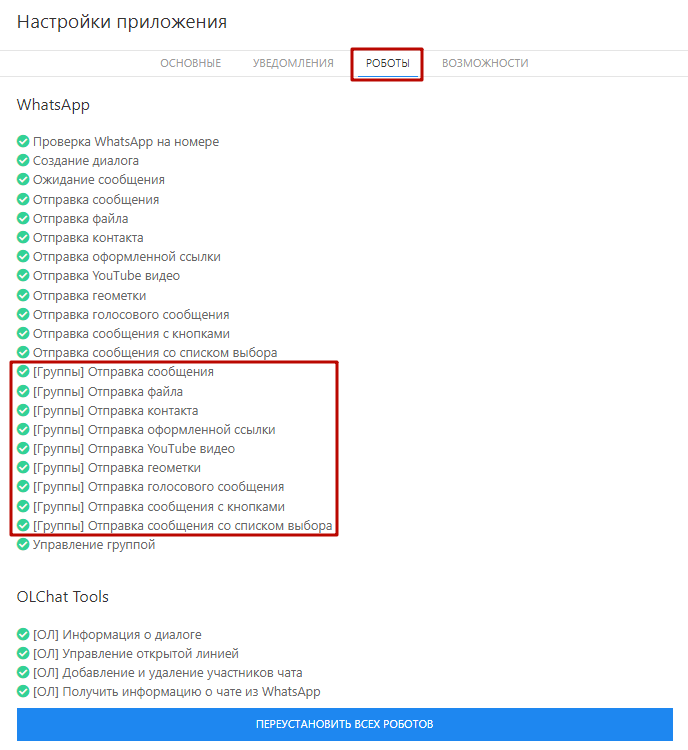 Настройки приложения
ОСНОВНЫЕ УВЕДОМЛЕНИЯ РОБОТЫ ВОЗМОЖНОСТИ
WhatsApp
Проверка WhatsApp на номере
Создание диалога
Ожидание сообщения
Отправка сообщения
Отправка файла
Отправка контакта
Отправка оформленной ссылки
Отправка YouTube видео
Отправка геометки
Отправка голосового сообщения
Отправка сообщения с кнопками
Отправка сообщения со списком выбора
[Группы] Отправка сообщения
[Группы] Отправка файла
[Группы] Отправка контакта
[Группы] Отправка оформленной ссылки
[Группы] Отправка YouTube видео
[Группы] Отправка геометки
[Группы] Отправка голосового сообщения
[Группы] Отправка сообщения с кнопками
[Группы] Отправка сообщения со списком выбора
Управление группой
OLChat Tools
[ОЛ] Информация о диалоге
[ОЛ] Управление открытой линией
[ОЛ] Добавление и удаление участников чата
[ОЛ] Получить информацию о чате из WhatsApp
ПЕРЕУСТАНОВИТЬ ВСЕХ РОБОТОВ